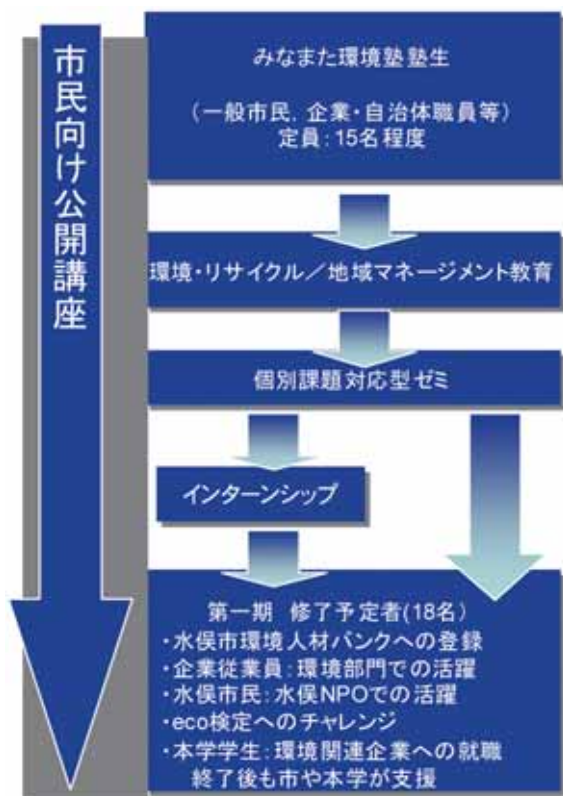 市民向け公開講座
みなまた環境塾塾生
（一般市民，企業・自治体職員等）
定員：15名程度
環境・リサイクル／地域マネージメント教育
個別課題対応型ゼミ
インターンシップ
第一期　修了予定者(18名）
・水俣市環境人材バンクへの登録
・企業従業員：環境部門での活躍
・水俣市民：水俣NPOでの活躍
・eco検定へのチャレンジ
・本学学生：環境関連企業への就職
終了後も市や本学が支援